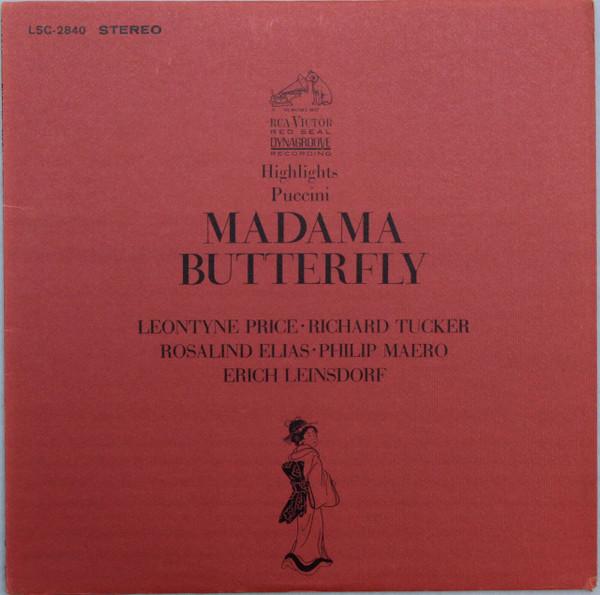 LSC-2840 STEREO
RCA VICTOR
RED SEAL
DYNAGROOVE
RECORDING
Highlights
Puccini
MADAMA
BUTTERFLY
LEONTYNE PRICE · RICHARD TUCKER
ROSALIND ELIAS · PHILIP MAERO
ERICH LEINSDORF